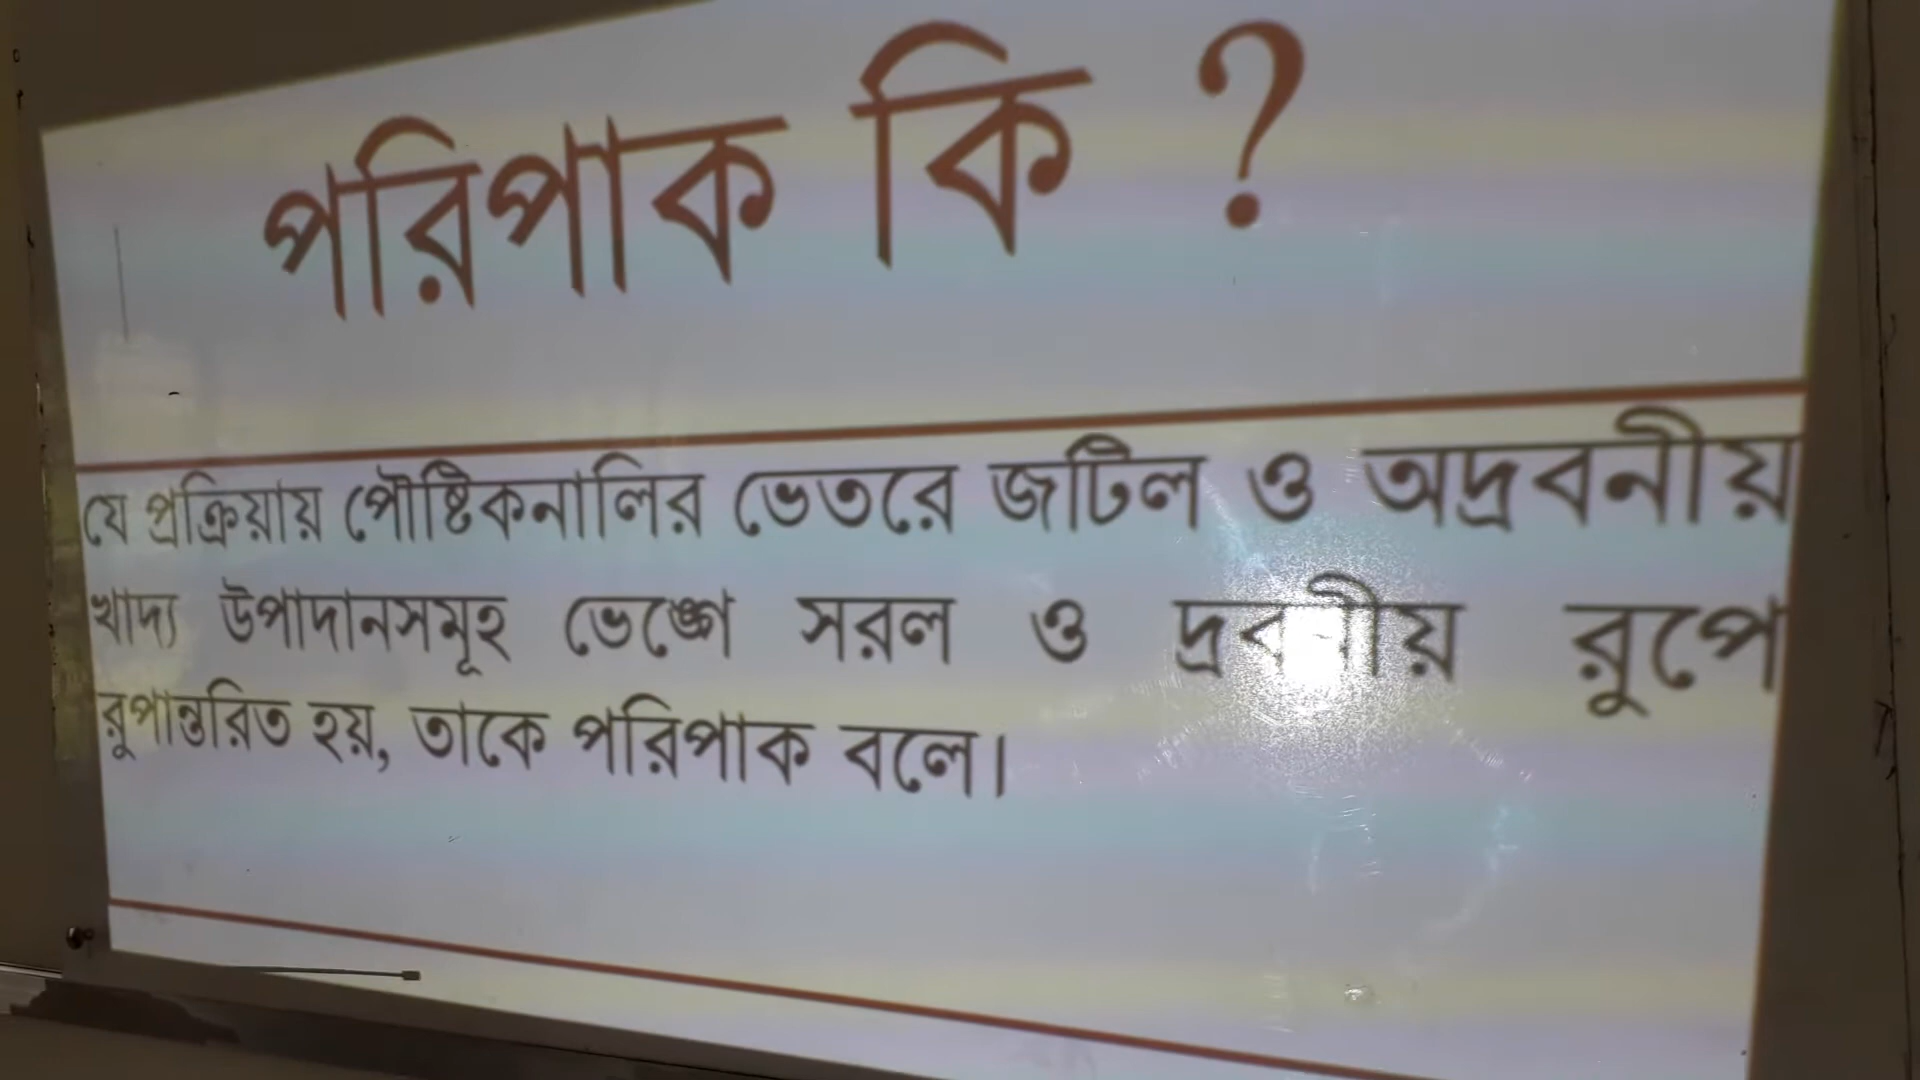 পরিপাক কি ?
যে প্রক্রিয়ায় পৌষ্টিকনালির ভেতরে জটিল ও অদ্রবনীয়
খাদ্য উপাদানসমূহ ভেঙ্গে সরল ও দ্রবনীয় রুপে
রুপান্তরিত হয়, তাকে পরিপাক বলে।